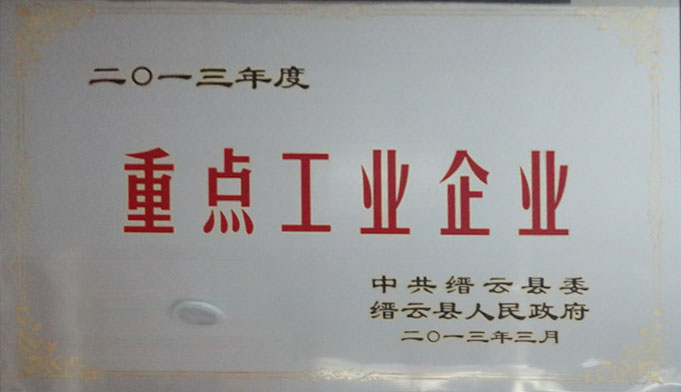 二〇一三年度
重点工业企业
中共缙云县委
缙云县人民政府
二〇一三年三月